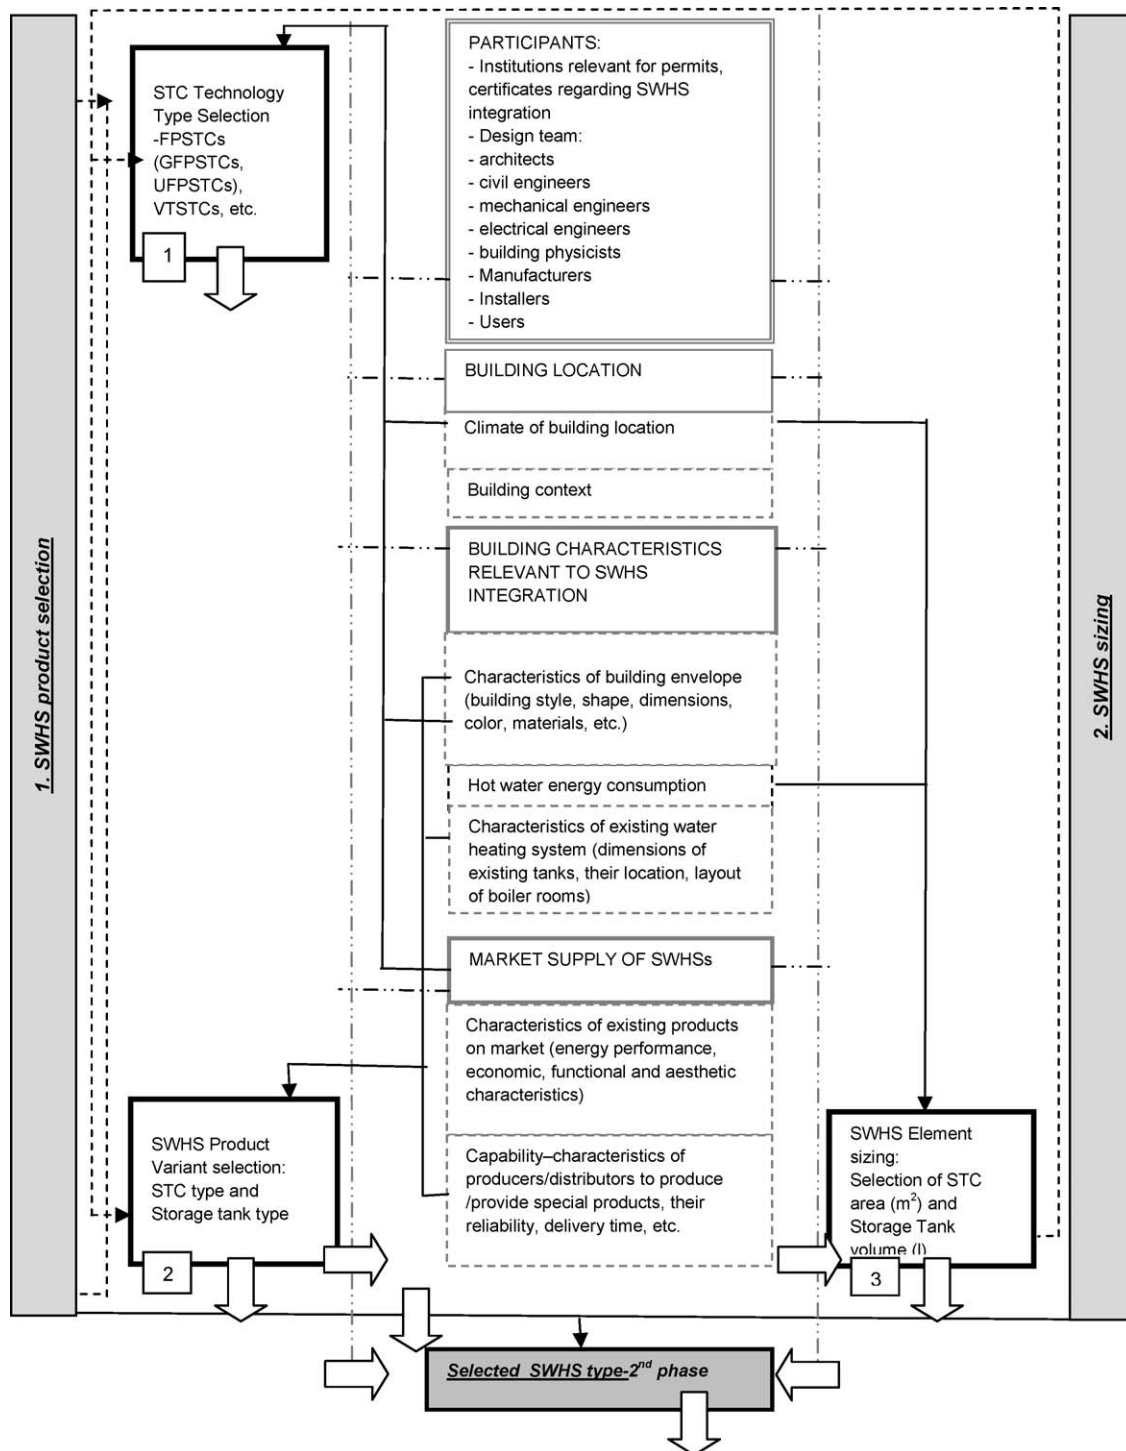 1. SWHS product selection
STC Technology
Type Selection
-FPSTCs
(GFPSTCs,
UFPSTCs),
VTSTCs, etc.
1
PARTICIPANTS:
- Institutions relevant for permits,
certificates regarding SWHS
integration
- Design team:
- architects
- civil engineers
- mechanical engineers
- electrical engineers
- building physicists
- Manufacturers
- Installers
- Users
BUILDING LOCATION
Climate of building location
Building context
BUILDING CHARACTERISTICS
RELEVANT TO SWHS
INTEGRATION
Characteristics of building envelope
(building style, shape, dimensions,
color, materials, etc.)
Hot water energy consumption
Characteristics of existing water
heating system (dimensions of
existing tanks, their location, layout
of boiler rooms)
MARKET SUPPLY OF SWHSs
Characteristics of existing products
on market (energy performance,
economic, functional and aesthetic
characteristics)
Capability–characteristics of
producers/distributors to produce
/provide special products, their
reliability, delivery time, etc.
SWHS Product
Variant selection:
STC type and
Storage tank type
2
SWHS Element
sizing:
Selection of STC
area (m²) and
Storage Tank
volume (l)
3
2. SWHS sizing
Selected SWHS type-2nd phase